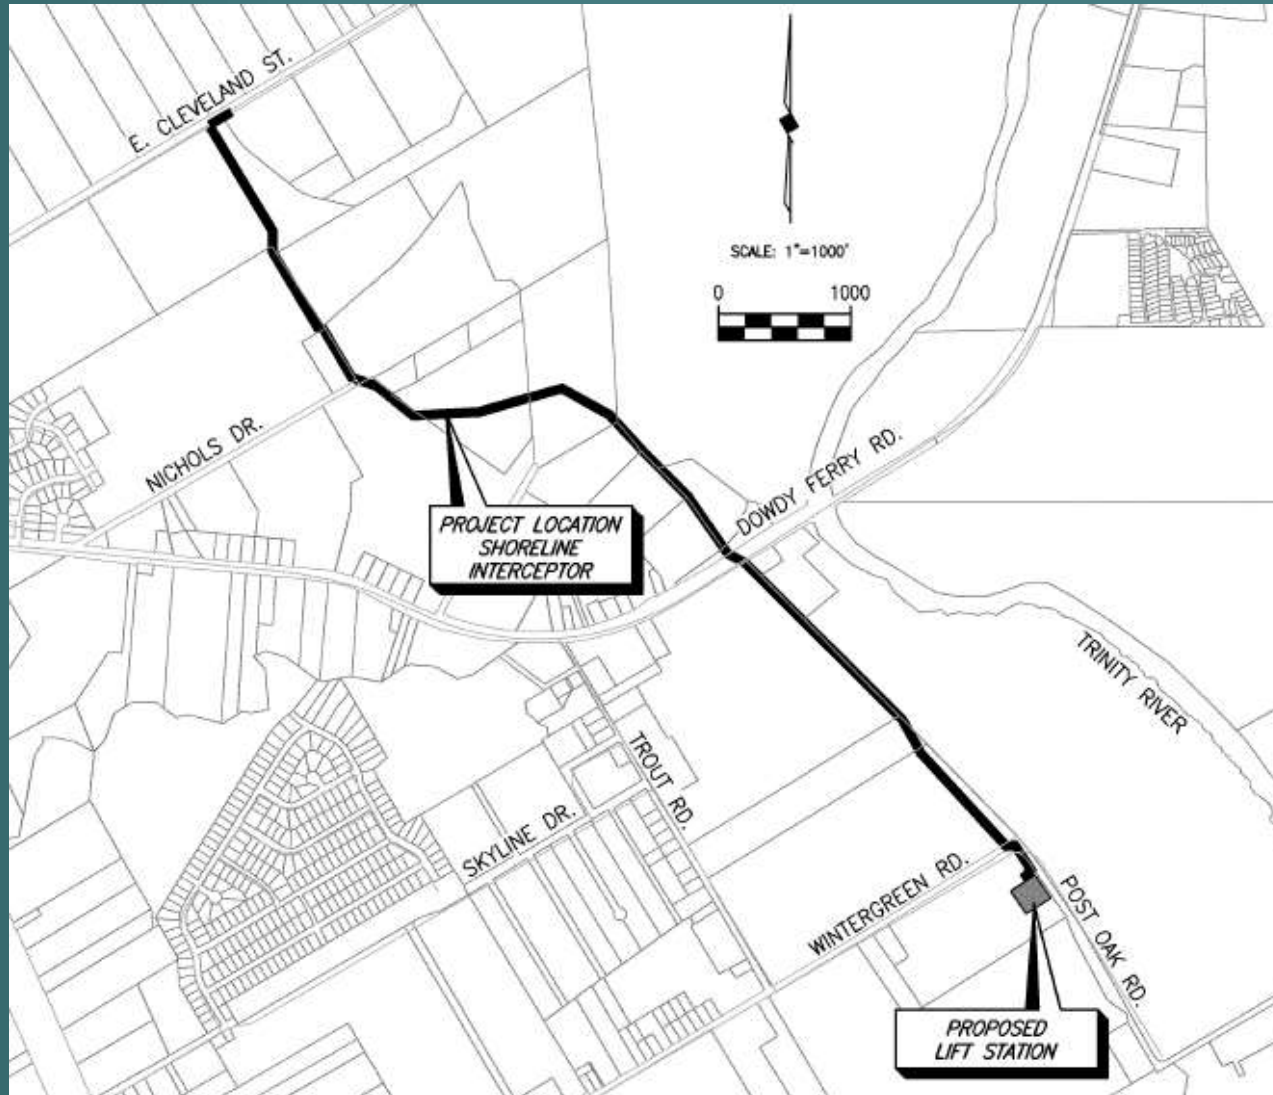 E. CLEVELAND ST.
SCALE: 1"=1000'
0 1000
NICHOLS DR.
DOWDY FERRY RD.
PROJECT LOCATION
SHORELINE
INTERCEPTOR
TRINITY RIVER
TROUT RD.
SKYLINE DR.
WINTERGREEN RD.
POST OAK RD.
PROPOSED
LIFT STATION